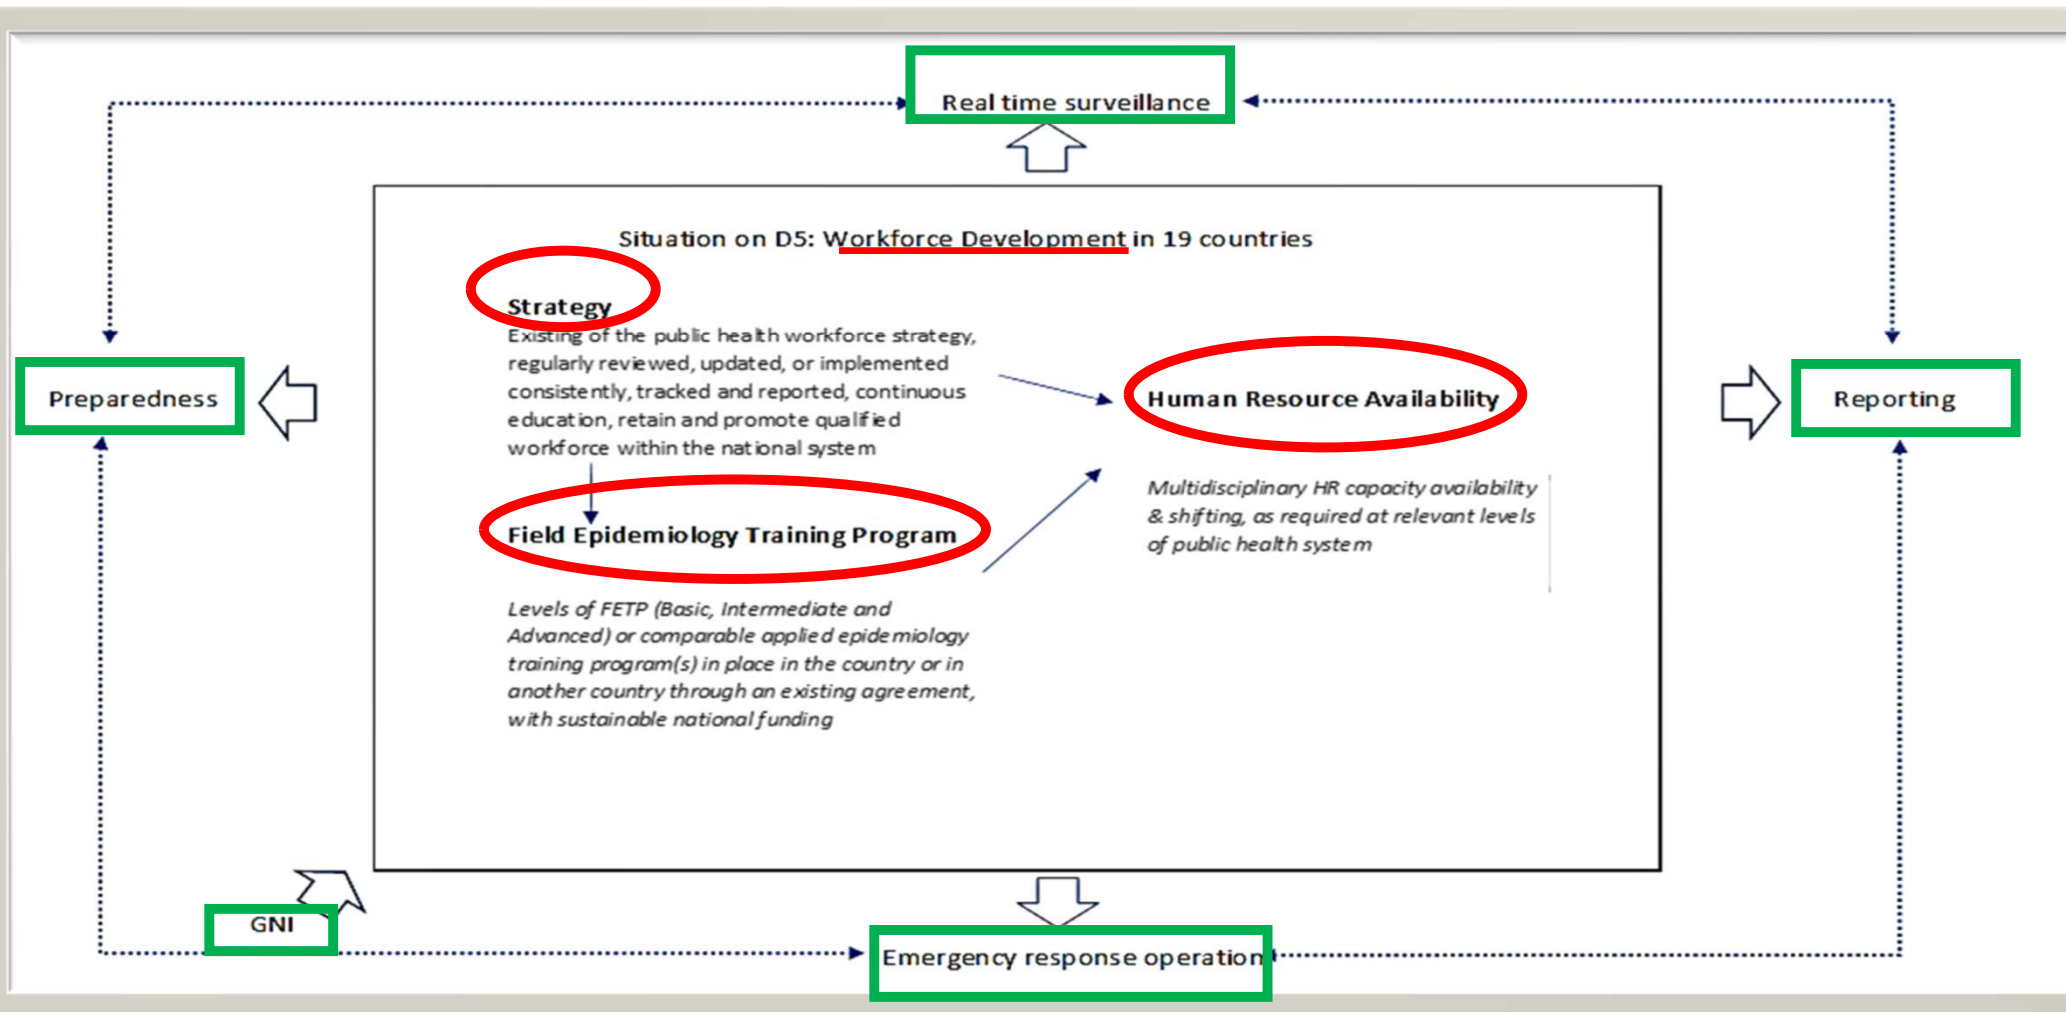 Real time surveillance
Situation on D5: Workforce Development in 19 countries
Strategy
Existing of the public health workforce strategy,
regularly reviewed, updated, or implemented
consistently, tracked and reported, continuous
education, retain and promote qualified
workforce within the national system
Field Epidemiology Training Program
Levels of FETP (Basic, Intermediate and
Advanced) or comparable applied epidemiology
training program(s) in place in the country or in
another country through an existing agreement,
with sustainable national funding
Human Resource Availability
Multidisciplinary HR capacity availability
& shifting, as required at relevant levels
of public health system
Preparedness
Reporting
GNI
Emergency response operation